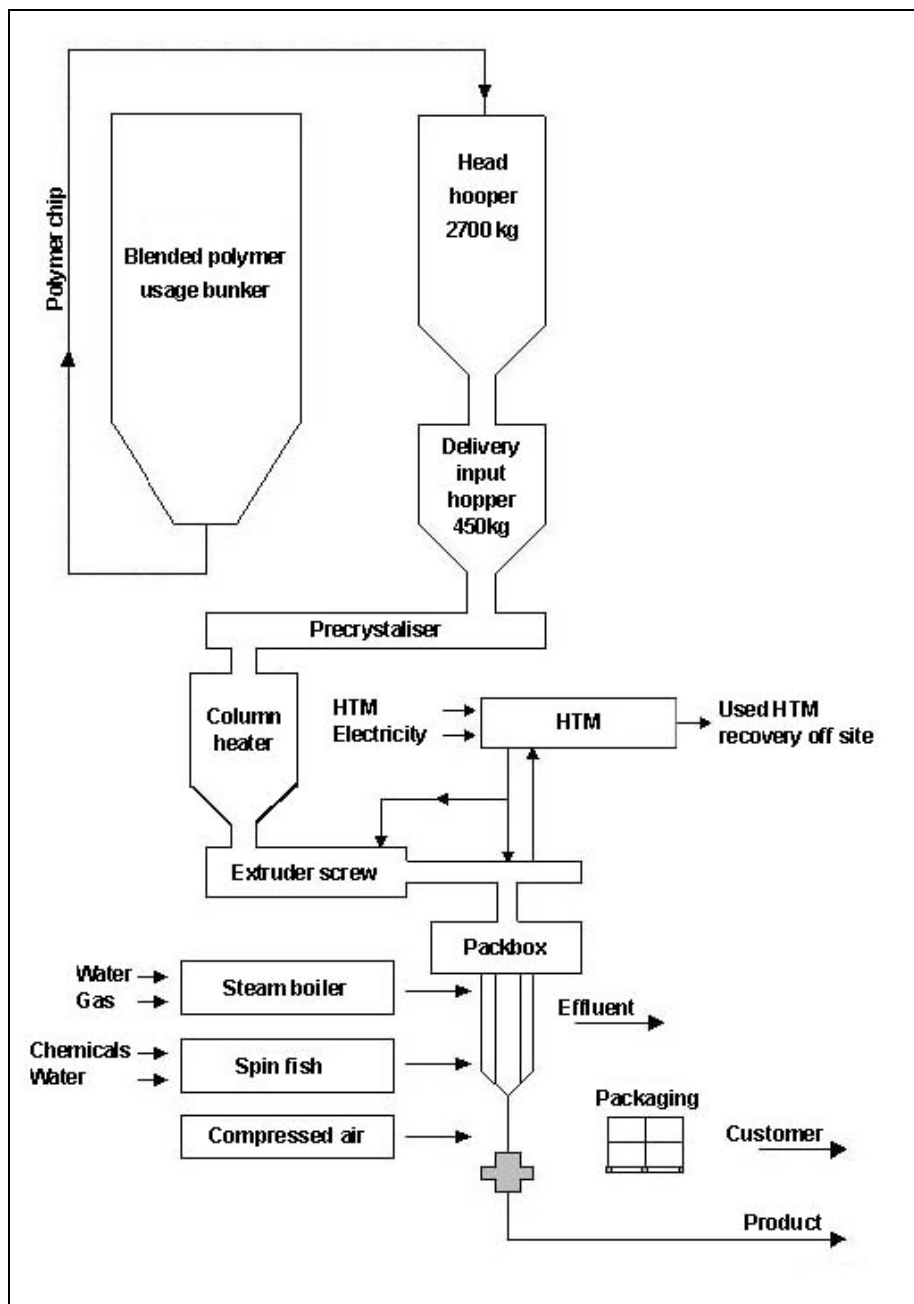 Polymer chip
Blended polymer
usage bunker
Head
hooper
2700 kg
Delivery
input
hopper
450kg
Precrystaliser
Column
heater
HTM
Electricity
HTM
Used HTM
recovery off site
Extruder screw
Packbox
Water
Gas
Steam boiler
Effluent
Chemicals
Water
Spin fish
Packaging
Compressed air
Customer
Product